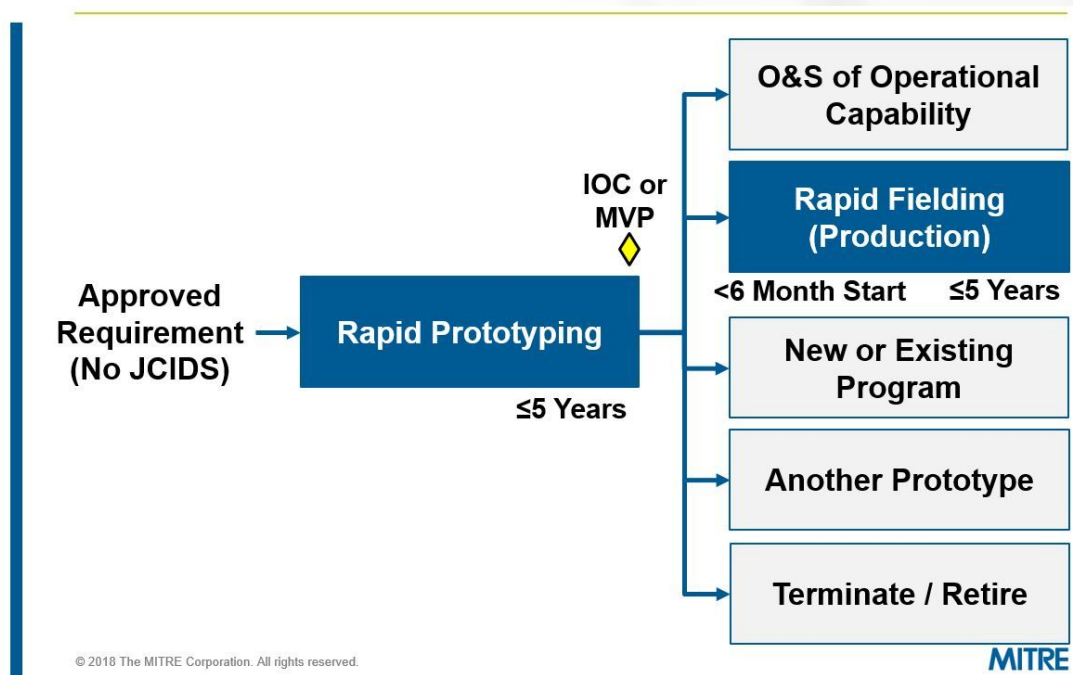 O&S of Operational
Capability
IOC or
MVP
Rapid Fielding
(Production)
<6 Month Start ≤5 Years
Approved
Requirement
(No JCIDS)
Rapid Prototyping
≤5 Years
New or Existing
Program
Another Prototype
Terminate / Retire
© 2018 The MITRE Corporation. All rights reserved.
MITRE